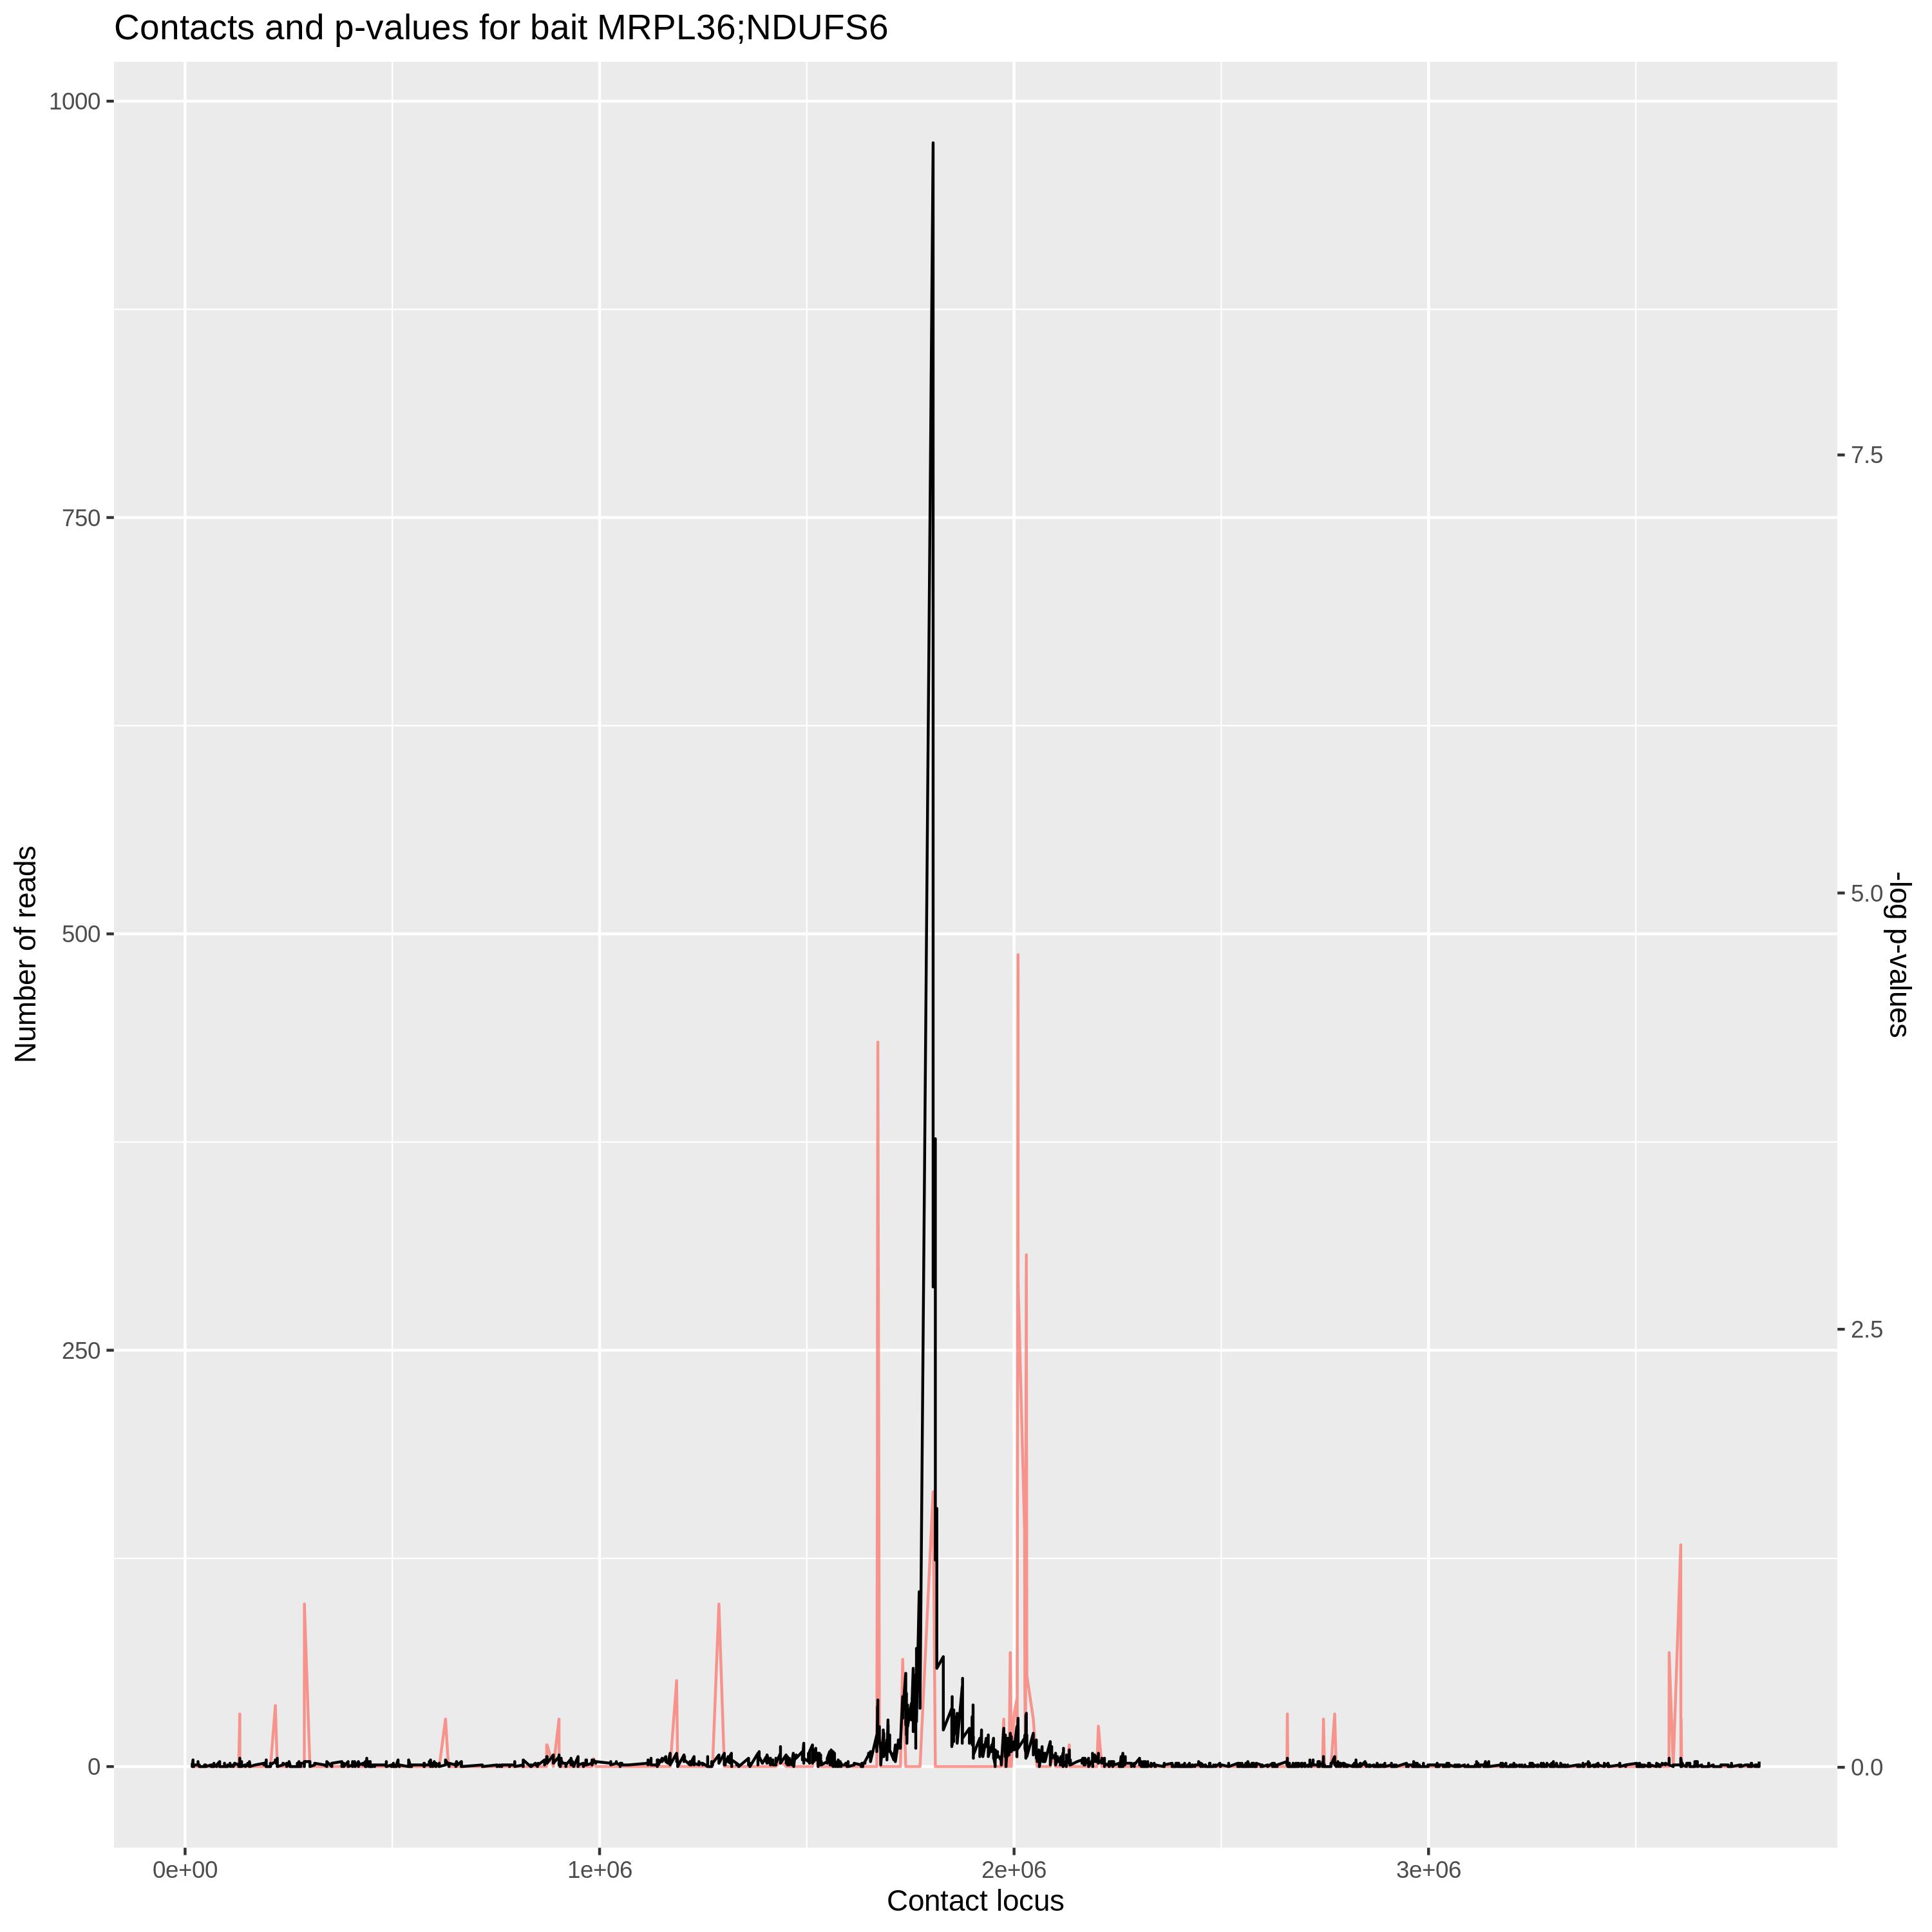 Contacts and p-values for bait MRPL36;NDUFS6
1000
750
500
250
0
Number of reads
7.5
5.0
2.5
0.0
-log p-values
0e+00
1e+06
2e+06
3e+06
Contact locus